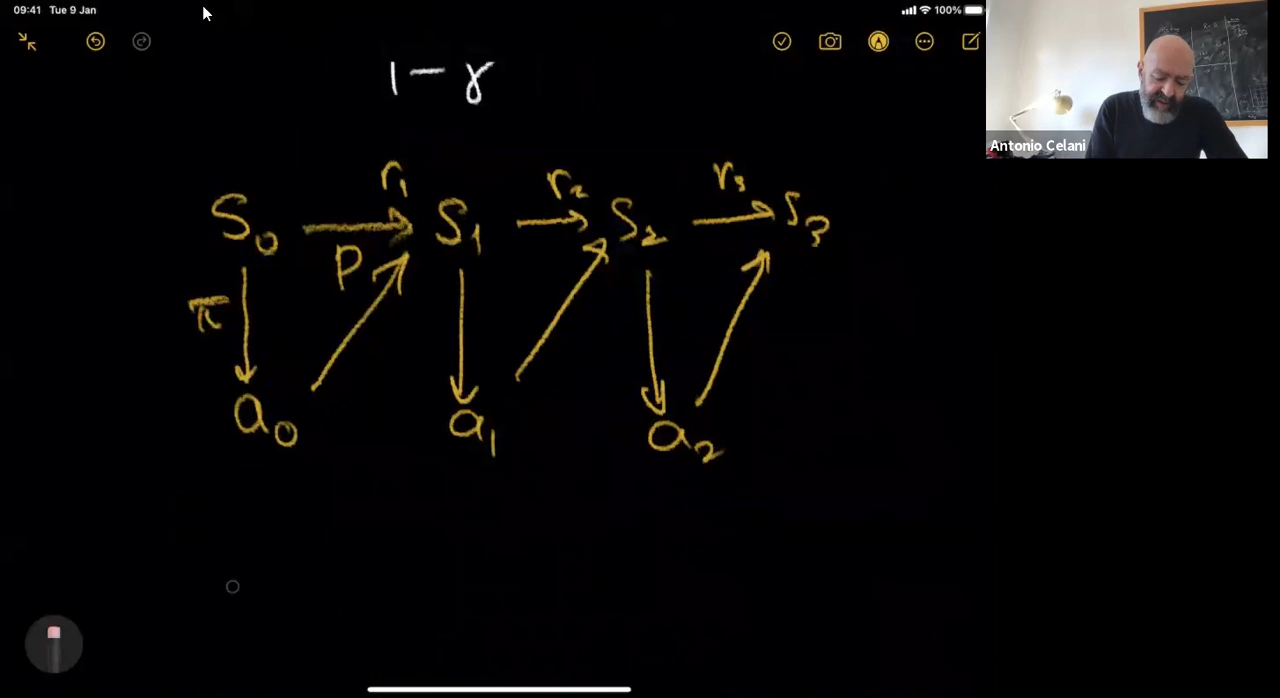 09:41 Tue 9 Jan
100%
1 - γ
Antonio Celani
r1 r2 r3
S0 S1 S2 S3
P
π
a0 a1 a2